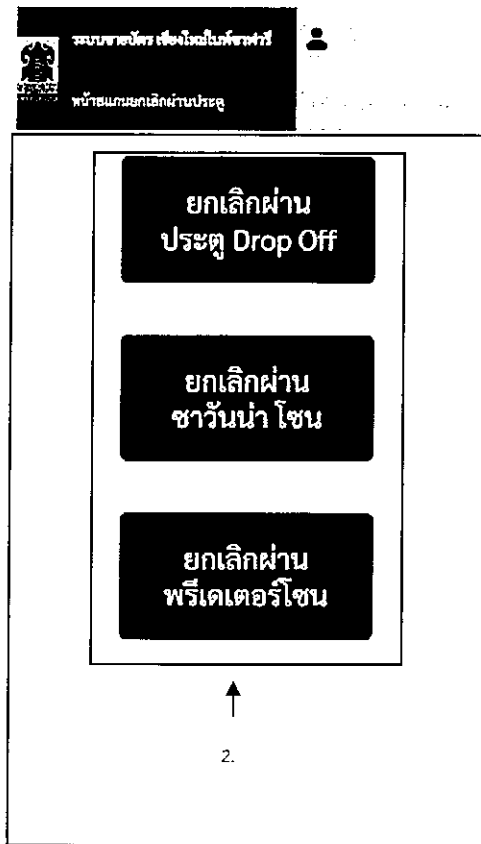 ระบบขายบัตร เชียงใหม่ไนท์ซาฟารี
หน้าสแกนยกเลิกผ่านประตู
ยกเลิกผ่าน
ประตู Drop Off
ยกเลิกผ่าน
ซาวันน่า โซน
ยกเลิกผ่าน
พรีเดเตอร์โซน
2.